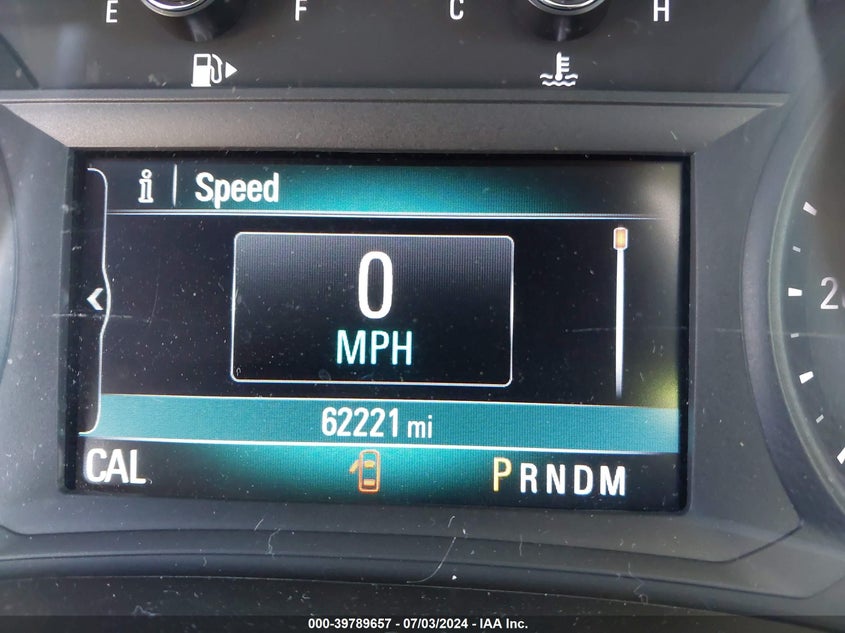 E F C H
i Speed
0
MPH
62221 mi
CAL PRNDM
000-39789657 - 07/03/2024 - IAA Inc.